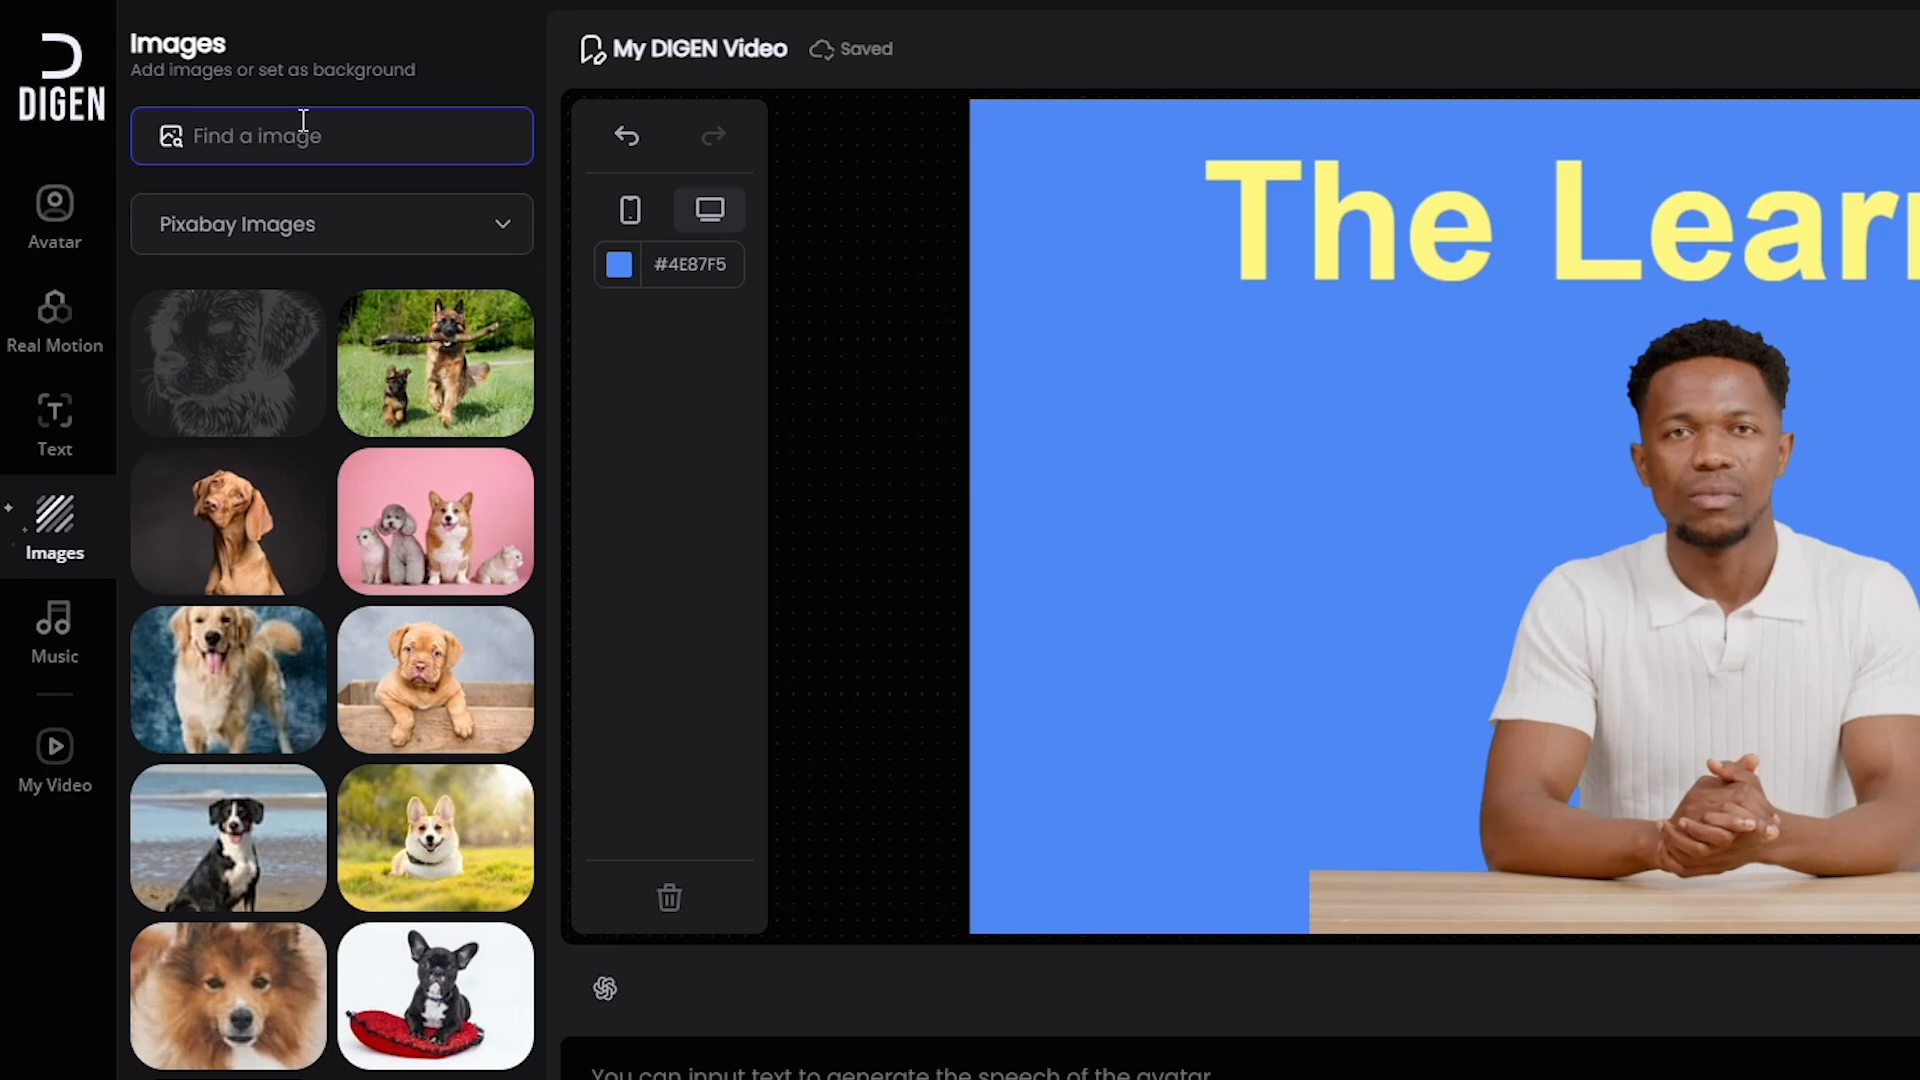 DIGEN
Images
Add images or set as background
Find a image
Pixabay Images
Avatar
Real Motion
Text
Images
Music
My Video
My DIGEN Video
Saved
#4E87F5
The Lear
You can input text to generate the speech of the avatar